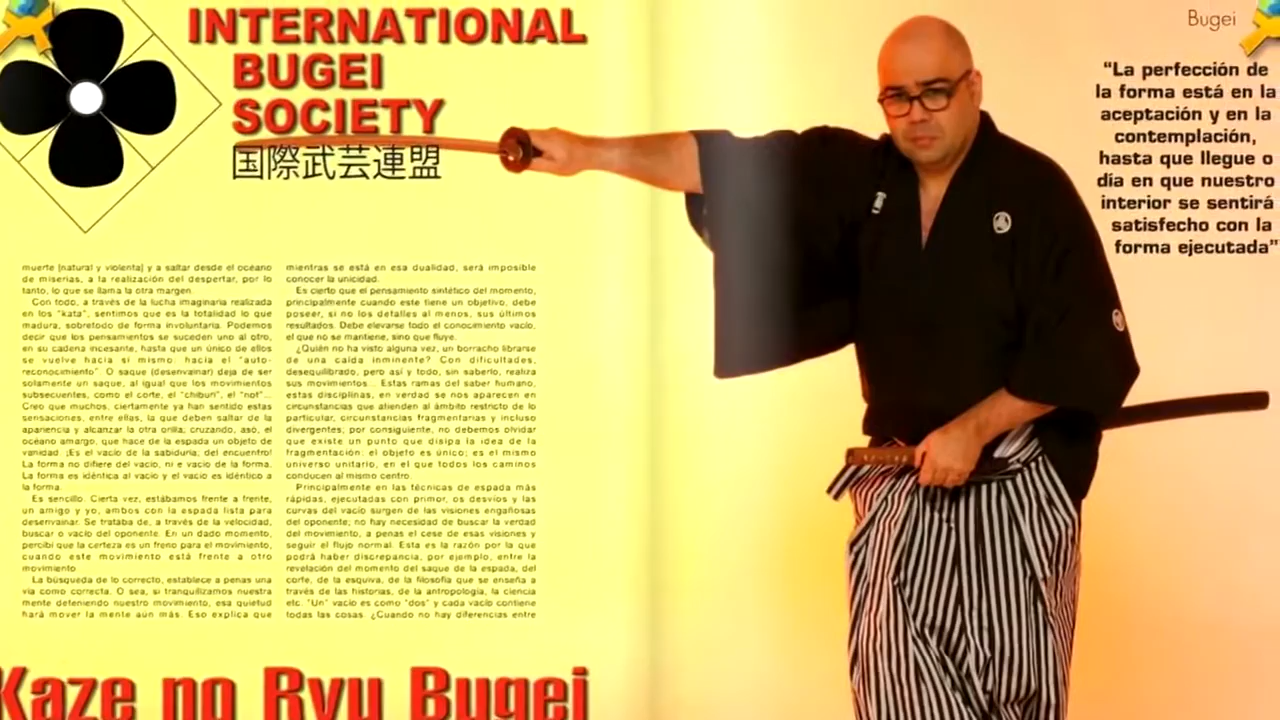 INTERNATIONAL
BUGEI
SOCIETY
国際武芸連盟
muerte [natural y violenta] y a saltar desde el océano
de miserias, a la realización del despertar, por lo
tanto, lo que se llama la otra margen.
Con todo, a través de la lucha imaginaria realizada
en los "kata", sentimos que es la totalidad lo que
madura, sobretodo de forma involuntaria. Podemos
decir que los pensamientos se suceden uno al otro,
en su cadena incesante, hasta que un único de ellos
se vuelve hacia sí mismo: hacia el "auto-
reconocimiento". O saque (desenvainar) deja de ser
solamente un saque, al igual que los movimientos
subsecuentes, como el corte, el "chiburi", el "not"...
Creo que muchos, ciertamente ya han sentido estas
sensaciones, entre ellas, la que deben saltar de la
apariencia y alcanzar la otra orilla; cruzando, asó, el
océano amargo, que hace de la espada un objeto de
vanidad. ¡Es el vacío de la sabiduría, del encuentro!
La forma no difiere del vacío, ni e vacío de la forma.
La forma es idéntica al vacío y el vacío es idéntico a
la forma.
Es sencillo. Cierta vez, estábamos frente a frente,
un amigo y yo, ambos con la espada lista para
desenvainar. Se trataba de, a través de la velocidad,
buscar o vacío del oponente. En un dado momento,
percibí que la certeza es un freno para el movimiento,
cuando este movimiento está frente a otro
movimiento.
La búsqueda de lo correcto, establece a penas una
vía como correcta. O sea, si tranquilizamos nuestra
mente deteniendo nuestro movimiento, esa quietud
hará mover la mente aún más. Eso explica que
mientras se está en esa dualidad, será imposible
conocer la unicidad.
Es cierto que el pensamiento sintético del momento,
principalmente cuando este tiene un objetivo, debe
poseer, si no los detalles al menos, sus últimos
resultados. Debe elevarse todo el conocimiento vacío,
el que no se mantiene, sino que fluye.
¿Quién no ha visto alguna vez, un borracho librarse
de una caída inminente? Con dificultades,
desequilibrado, pero así y todo, sin saberlo, realiza
sus movimientos... Estas ramas del saber humano,
estas disciplinas, en verdad se nos aparecen en
circunstancias que atienden al ámbito restricto de lo
particular, circunstancias fragmentarias y incluso
divergentes; por consiguiente, no debemos olvidar
que existe un punto que disipa la idea de la
fragmentación: el objeto es único; es el mismo
universo unitario, en el que todos los caminos
conducen al mismo centro.
Principalmente en las técnicas de espada más
rápidas, ejecutadas con primor, os desvíos y las
curvas del vacío surgen de las visiones engañosas
del oponente; no hay necesidad de buscar la verdad
del movimiento, a penas el cese de esas visiones y
seguir el flujo normal. Esta es la razón por la que
podrá haber discrepancia, por ejemplo, entre la
revelación del momento del saque de la espada, del
corte, de la esquiva, de la filosofía que se enseña a
través de las historias, de la antropología, la ciencia
etc. "Un" vacío es como "dos" y cada vacío contiene
todas las cosas. ¿Cuando no hay diferencias entre
Kaze no Ryu Bugei
Bugei
"La perfección de
la forma está en la
aceptación y en la
contemplación,
hasta que llegue o
día en que nuestro
interior se sentirá
satisfecho con la
forma ejecutada"